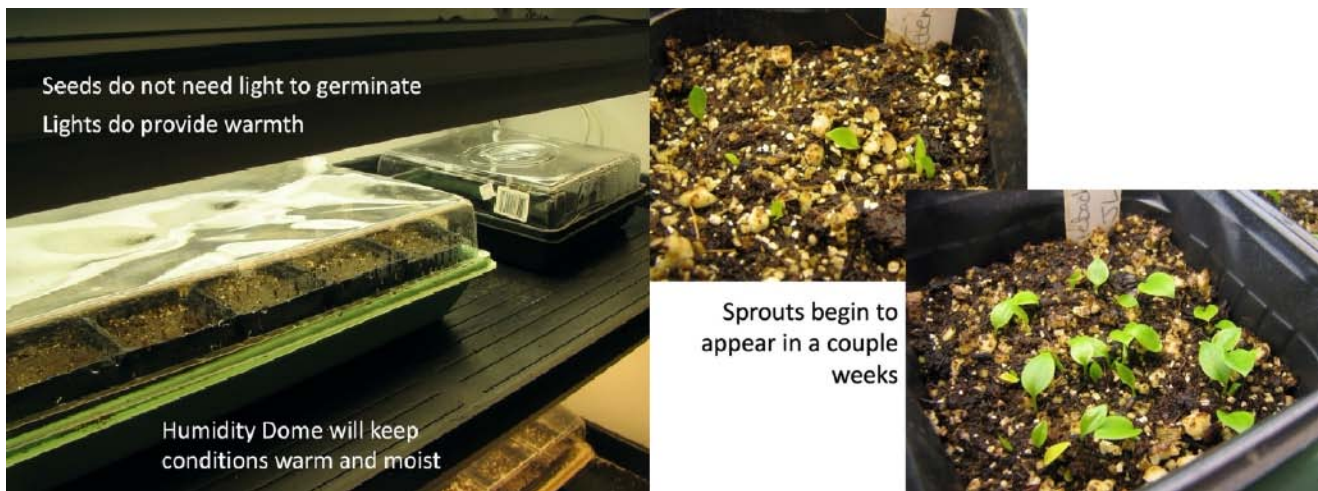 Seeds do not need light to germinate
Lights do provide warmth
Humidity Dome will keep
conditions warm and moist
Sprouts begin to
appear in a couple
weeks